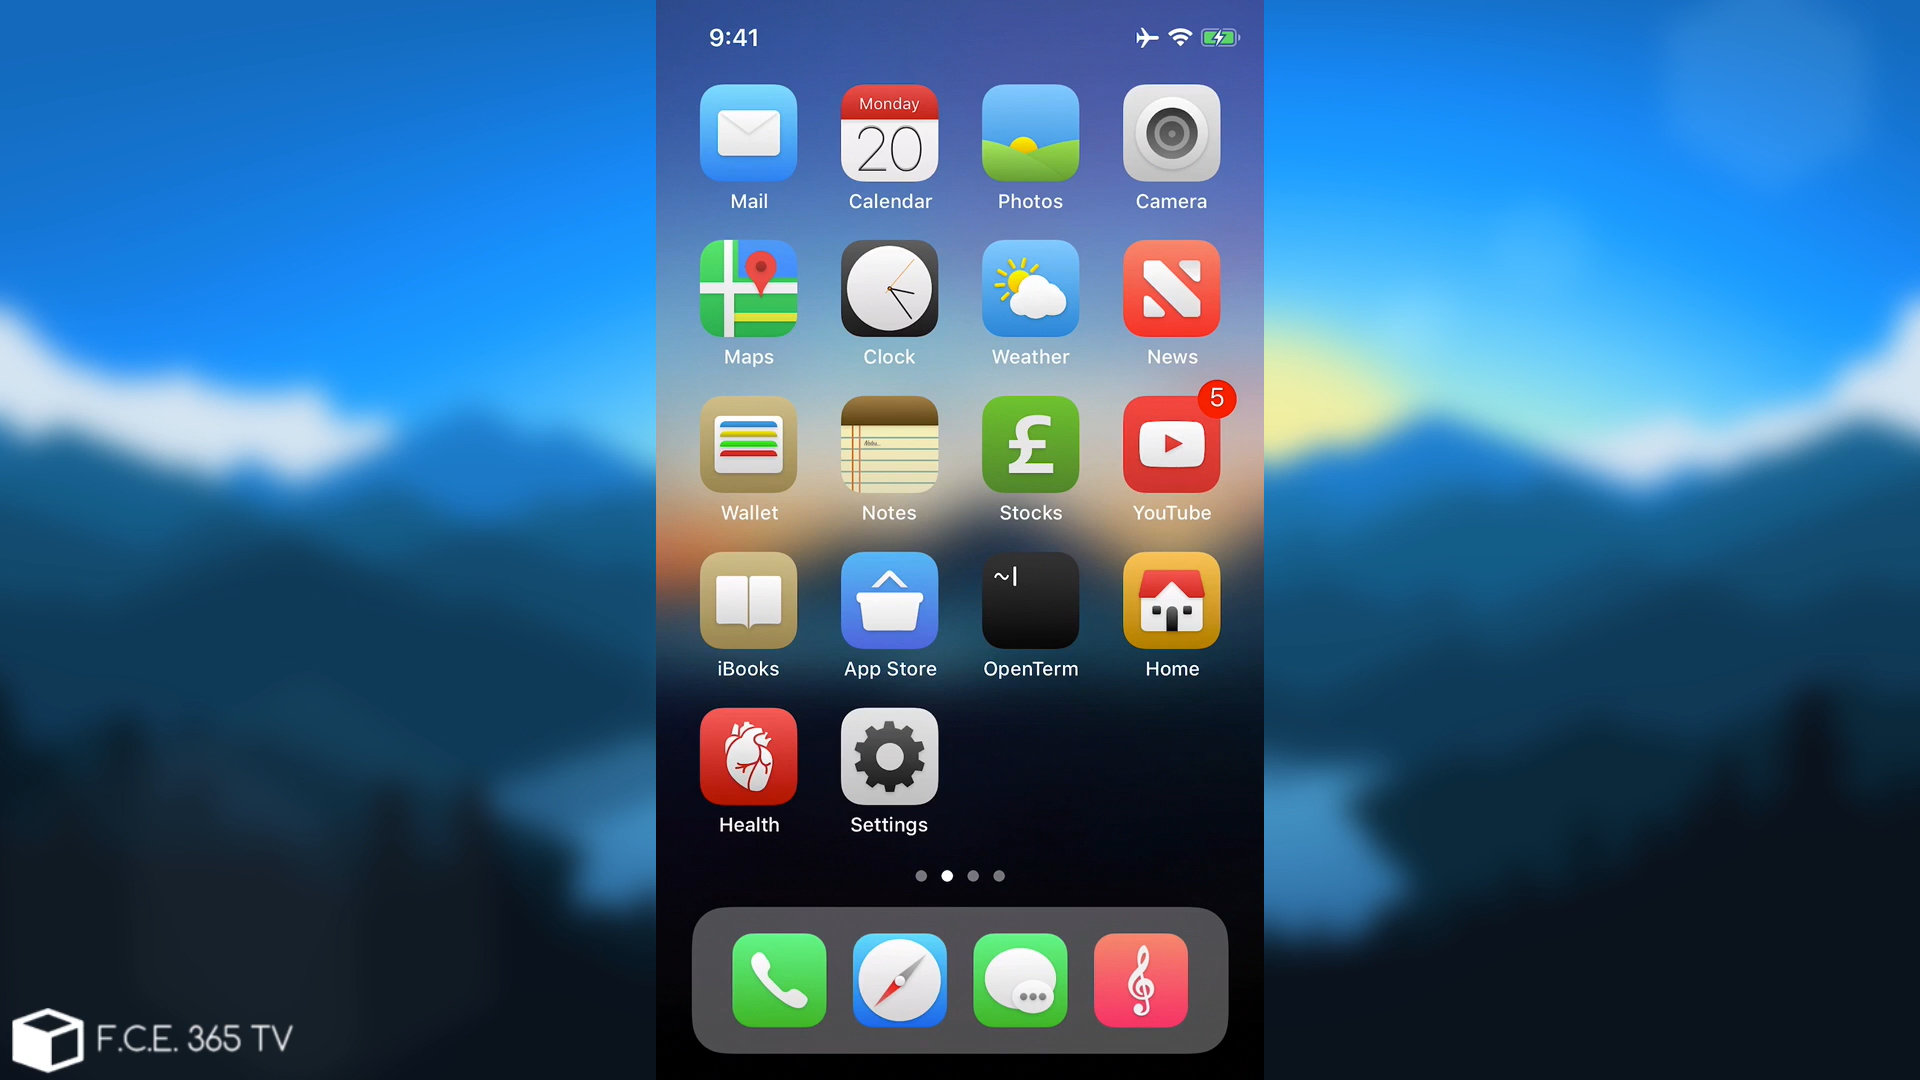 9:41
Monday
20
Mail
Calendar
Photos
Camera
Maps
Clock
Weather
News
5
£
Wallet
Notes
Stocks
YouTube
~|
iBooks
App Store
OpenTerm
Home
Health
Settings
F.C.E. 365 TV